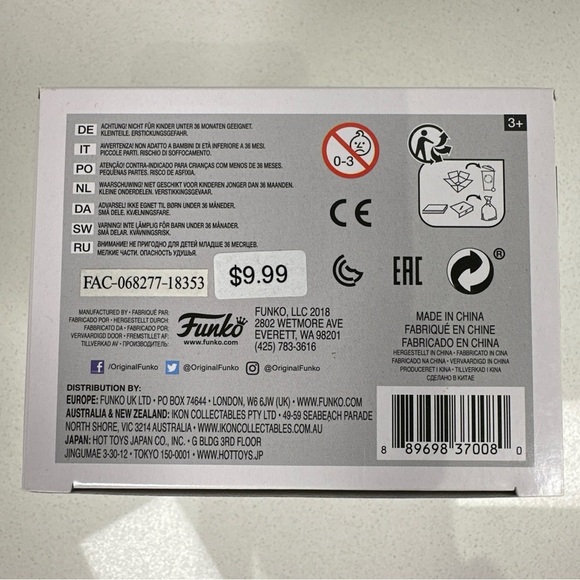 DE ACHTUNG! NICHT FÜR KINDER UNTER 36 MONATEN GEEIGNET.
KLEINTEILE. ERSTICKUNGSGEFAHR.
IT AVVERTENZA! NON ADATTO A BAMBINI DI ETÀ INFERIORE A 36 MESI.
PICCOLE PARTI. RISCHIO DI SOFFOCAMENTO.
PO ATENÇÃO! CONTRA-INDICADO PARA CRIANÇAS COM MENOS DE 36 MESES.
PEQUENAS PARTES. RISCO DE ASFIXIA.
NL WAARSCHUWING! NIET GESCHIKT VOOR KINDEREN JONGER DAN 36 MAANDEN.
KLEINE ONDERDELEN. VERSTIKKINGSGEVAAR.
DA ADVARSEL! IKKE EGNET TIL BØRN UNDER 36 MÅNEDER.
SMÅ DELE. KVÆLNINGSFARE.
SW VARNING! INTE LÄMPLIG FÖR BARN UNDER 36 MÅNADER.
SMÅ DELAR. KVÄVNINGSRISK.
RU ВНИМАНИЕ! НЕ ПРИГОДНО ДЛЯ ДЕТЕЙ МЛАДШЕ 36 МЕСЯЦЕВ.
МЕЛКИЕ ЧАСТИ. ОПАСНОСТЬ УДУШЬЯ.
0-3
3+
CE
EAC
®
FAC-068277-18353
$9.99
MANUFACTURED BY • FABRIQUÉ PAR
FABRICADO POR • HERGESTELLT DURCH
FABBRICATO DA • FABRICADO POR
VERVAARDIGD DOOR • FREMSTILLET AF
TILLVERKAD AV • ПРОИЗВОДИТЕЛЬ:
Funko
www.funko.com
FUNKO, LLC 2018
2802 WETMORE AVE
EVERETT, WA 98201
(425) 783-3616
MADE IN CHINA
FABRIQUÉ EN CHINE
FABRICADO EN CHINA
HERGESTELLT IN CHINA • FABBRICATO IN CINA
FABRICADO NA CHINA • VERVAARDIGD IN CHINA
PRODUCERET I KINA • TILLVERKAD I KINA
СДЕЛАНО В КИТАЕ
/OriginalFunko @OriginalFunko @OriginalFunko
DISTRIBUTION BY:
EUROPE: FUNKO UK LTD • PO BOX 74644 • LONDON, W6 6JW (UK) • WWW.FUNKO.COM
AUSTRALIA & NEW ZEALAND: IKON COLLECTABLES PTY LTD • 49-59 SEABEACH PARADE
NORTH SHORE, VIC 3214 AUSTRALIA • WWW.IKONCOLLECTABLES.COM.AU
JAPAN: HOT TOYS JAPAN CO., INC. • G BLDG 3RD FLOOR
JINGUMAE 3-30-12 • TOKYO 150-0001 • WWW.HOTTOYS.JP
8 89698 37008 0